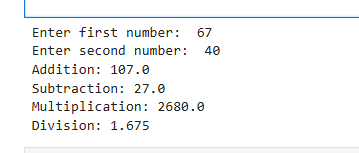 Enter first number:  67
Enter second number:  40
Addition: 107.0
Subtraction: 27.0
Multiplication: 2680.0
Division: 1.675